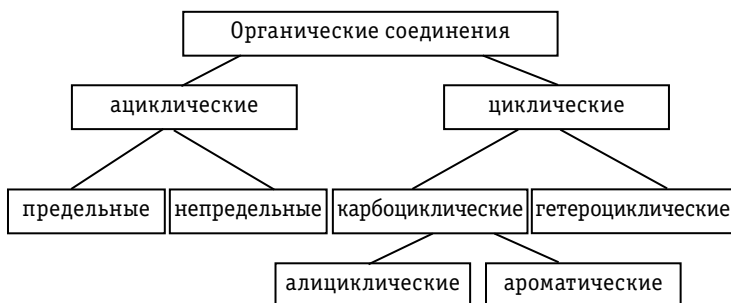 Органические соединения
ациклические
циклические
предельные
непредельные
карбоциклические
гетероциклические
алициклические
ароматические